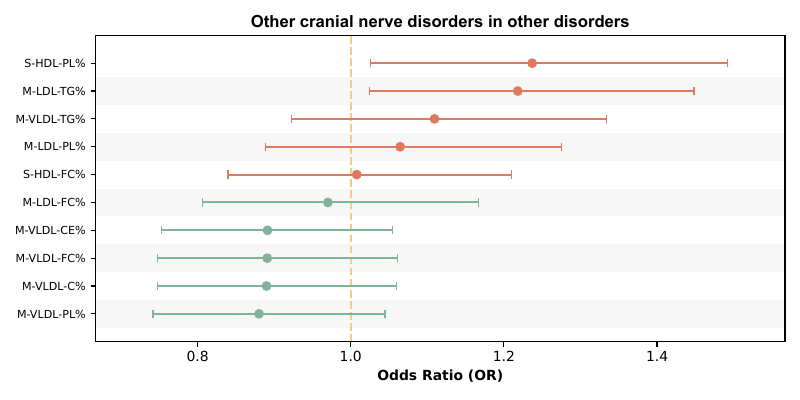 Other cranial nerve disorders in other disorders
S-HDL-PL%
M-LDL-TG%
M-VLDL-TG%
M-LDL-PL%
S-HDL-FC%
M-LDL-FC%
M-VLDL-CE%
M-VLDL-FC%
M-VLDL-C%
M-VLDL-PL%
0.8 1.0 1.2 1.4
Odds Ratio (OR)